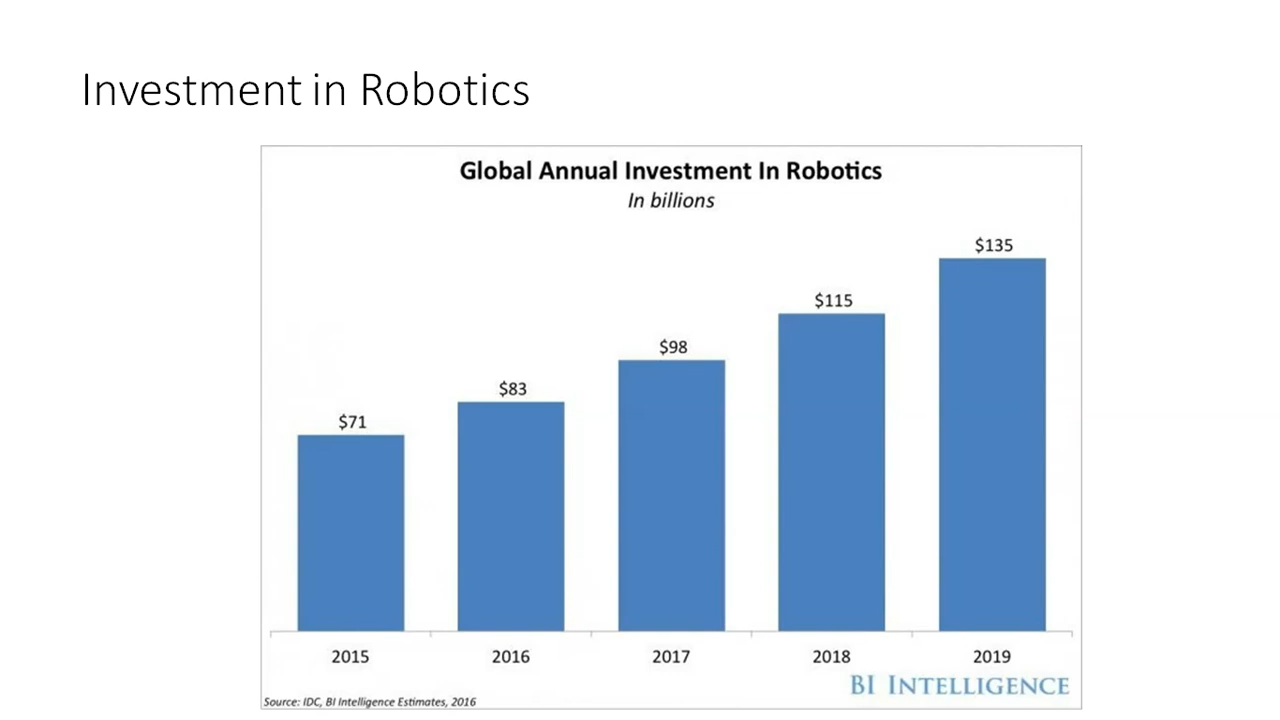 Investment in Robotics
Global Annual Investment In Robotics
In billions
$135
$115
$98
$83
$71
2015 2016 2017 2018 2019
BI INTELLIGENCE
Source: IDC, BI Intelligence Estimates, 2016